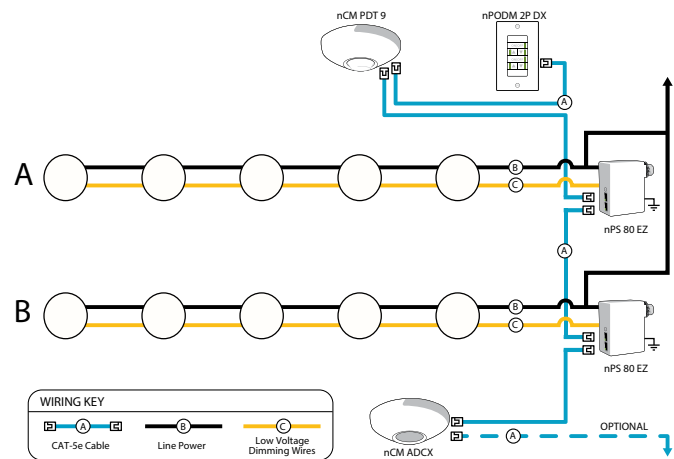 nCM PDT 9
nPODM 2P DX
A
A
B
C
nPS 80 EZ
A
B
B
C
nPS 80 EZ
WIRING KEY
A
CAT-5e Cable
B
Line Power
C
Low Voltage
Dimming Wires
nCM ADCX
A
OPTIONAL